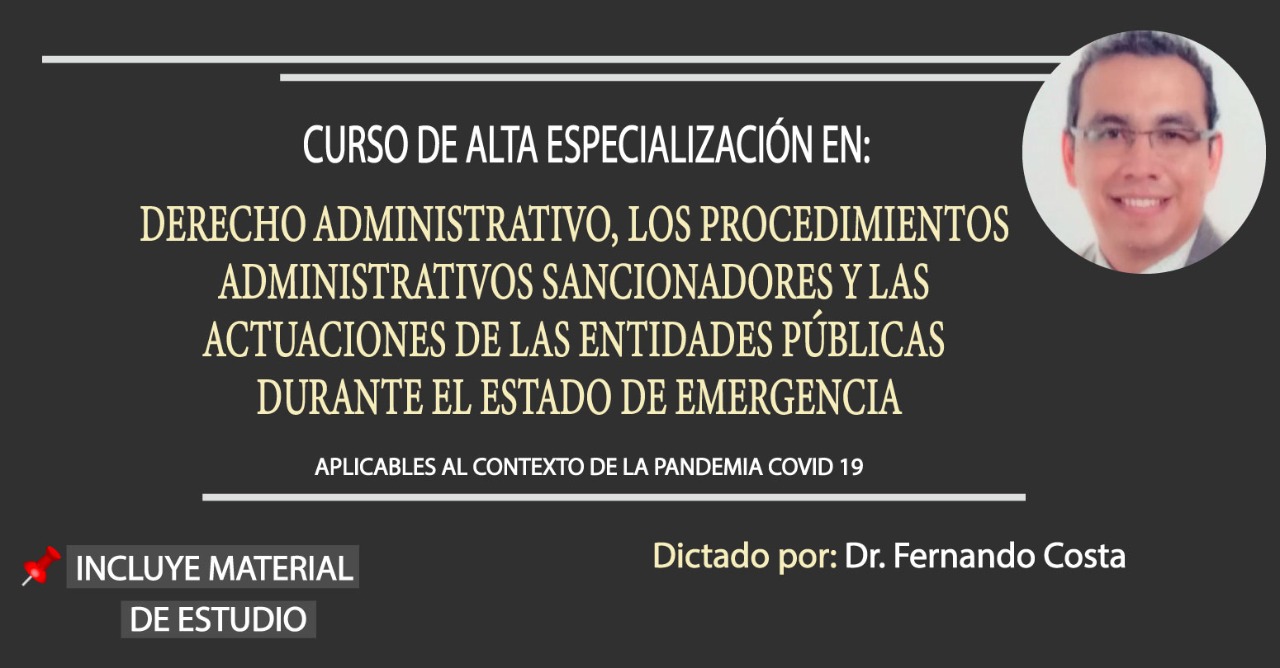 CURSO DE ALTA ESPECIALIZACIÓN EN:
DERECHO ADMINISTRATIVO, LOS PROCEDIMIENTOS
ADMINISTRATIVOS SANCIONADORES Y LAS
ACTUACIONES DE LAS ENTIDADES PÚBLICAS
DURANTE EL ESTADO DE EMERGENCIA
APLICABLES AL CONTEXTO DE LA PANDEMIA COVID 19
Dictado por: Dr. Fernando Costa
INCLUYE MATERIAL
DE ESTUDIO